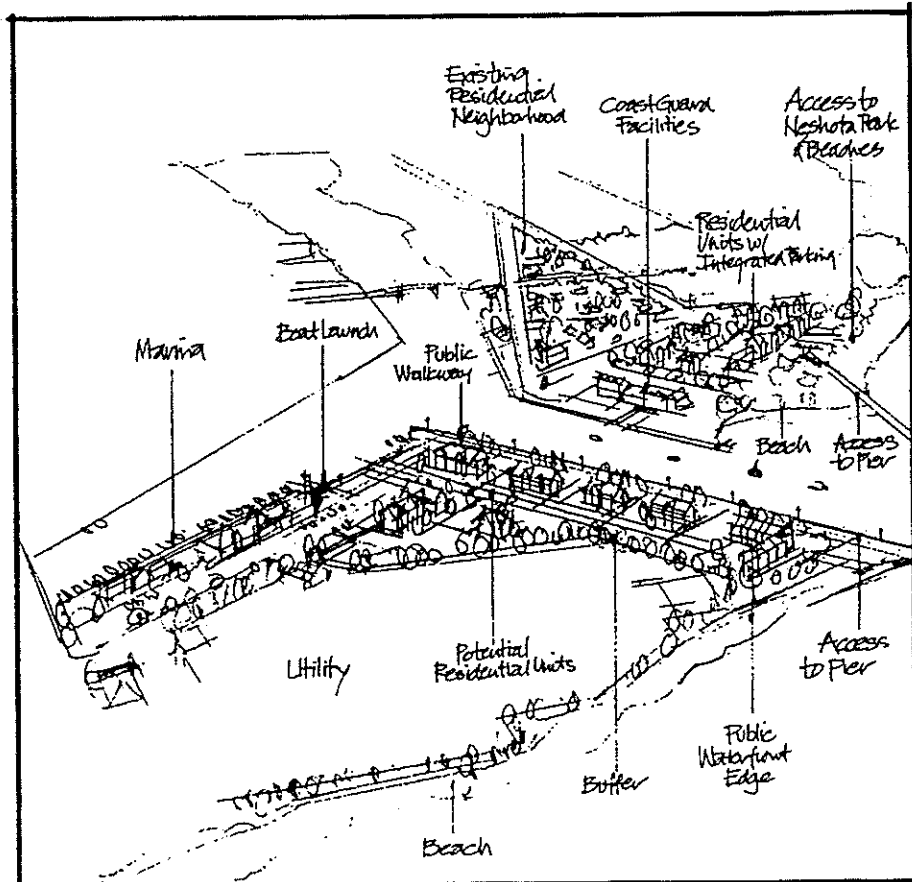 Existing
Residential
Neighborhood
Coast Guard
Facilities
Access to
Neshota Park
& Beaches
Residential
Units w/
Integrated Parking
Marina
Boat Launch
Public
Walkway
Beach
Access
to Pier
Utility
Potential
Residential Units
Access
to Pier
Public
Waterfront
Edge
Buffer
Beach